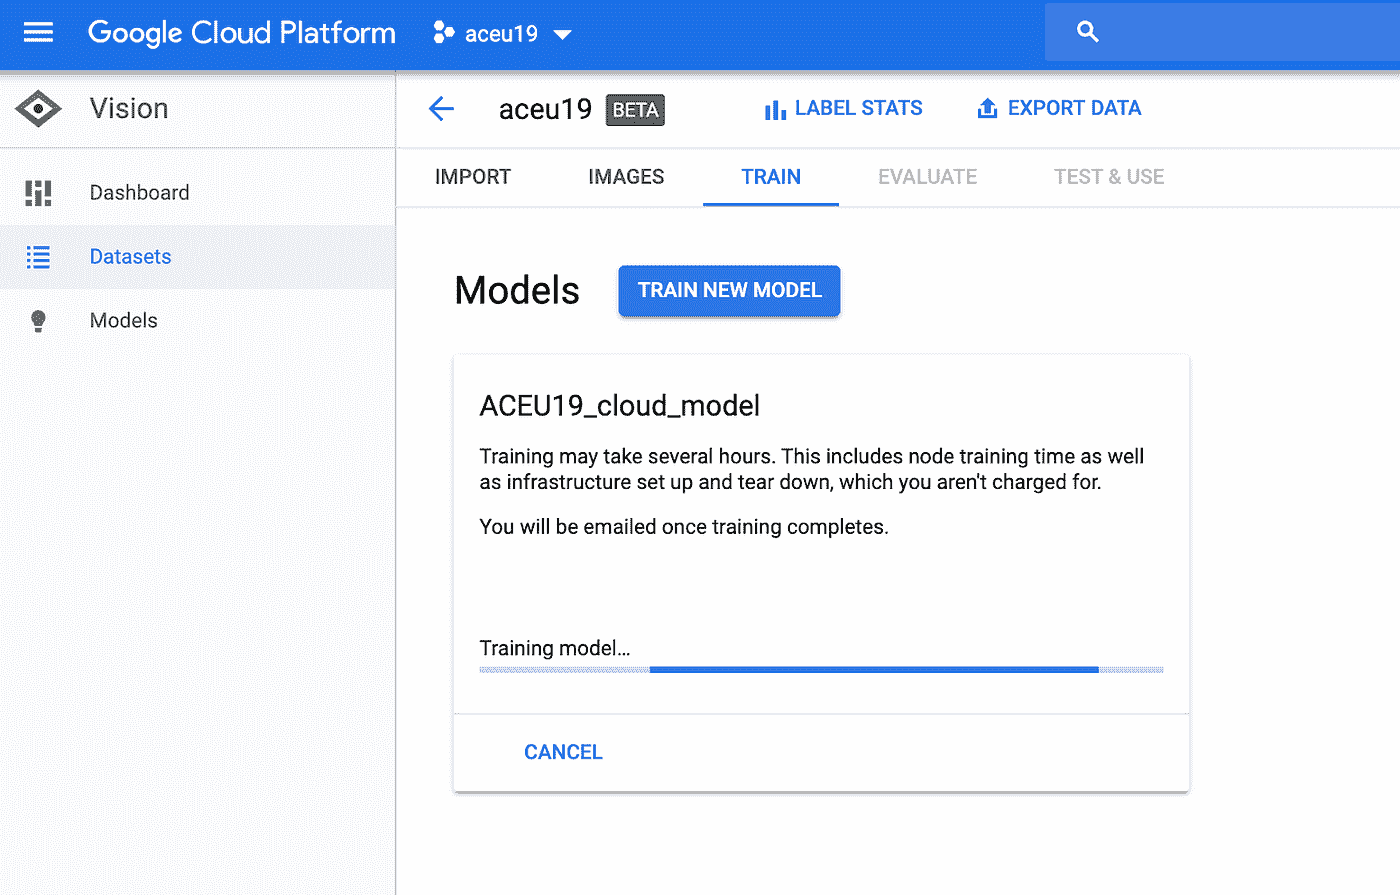 Google Cloud Platform
aceu19
Vision
aceu19 BETA
LABEL STATS
EXPORT DATA
IMPORT
IMAGES
TRAIN
EVALUATE
TEST & USE
Dashboard
Datasets
Models
Models
TRAIN NEW MODEL
ACEU19_cloud_model
Training may take several hours. This includes node training time as well
as infrastructure set up and tear down, which you aren't charged for.
You will be emailed once training completes.
Training model...
CANCEL